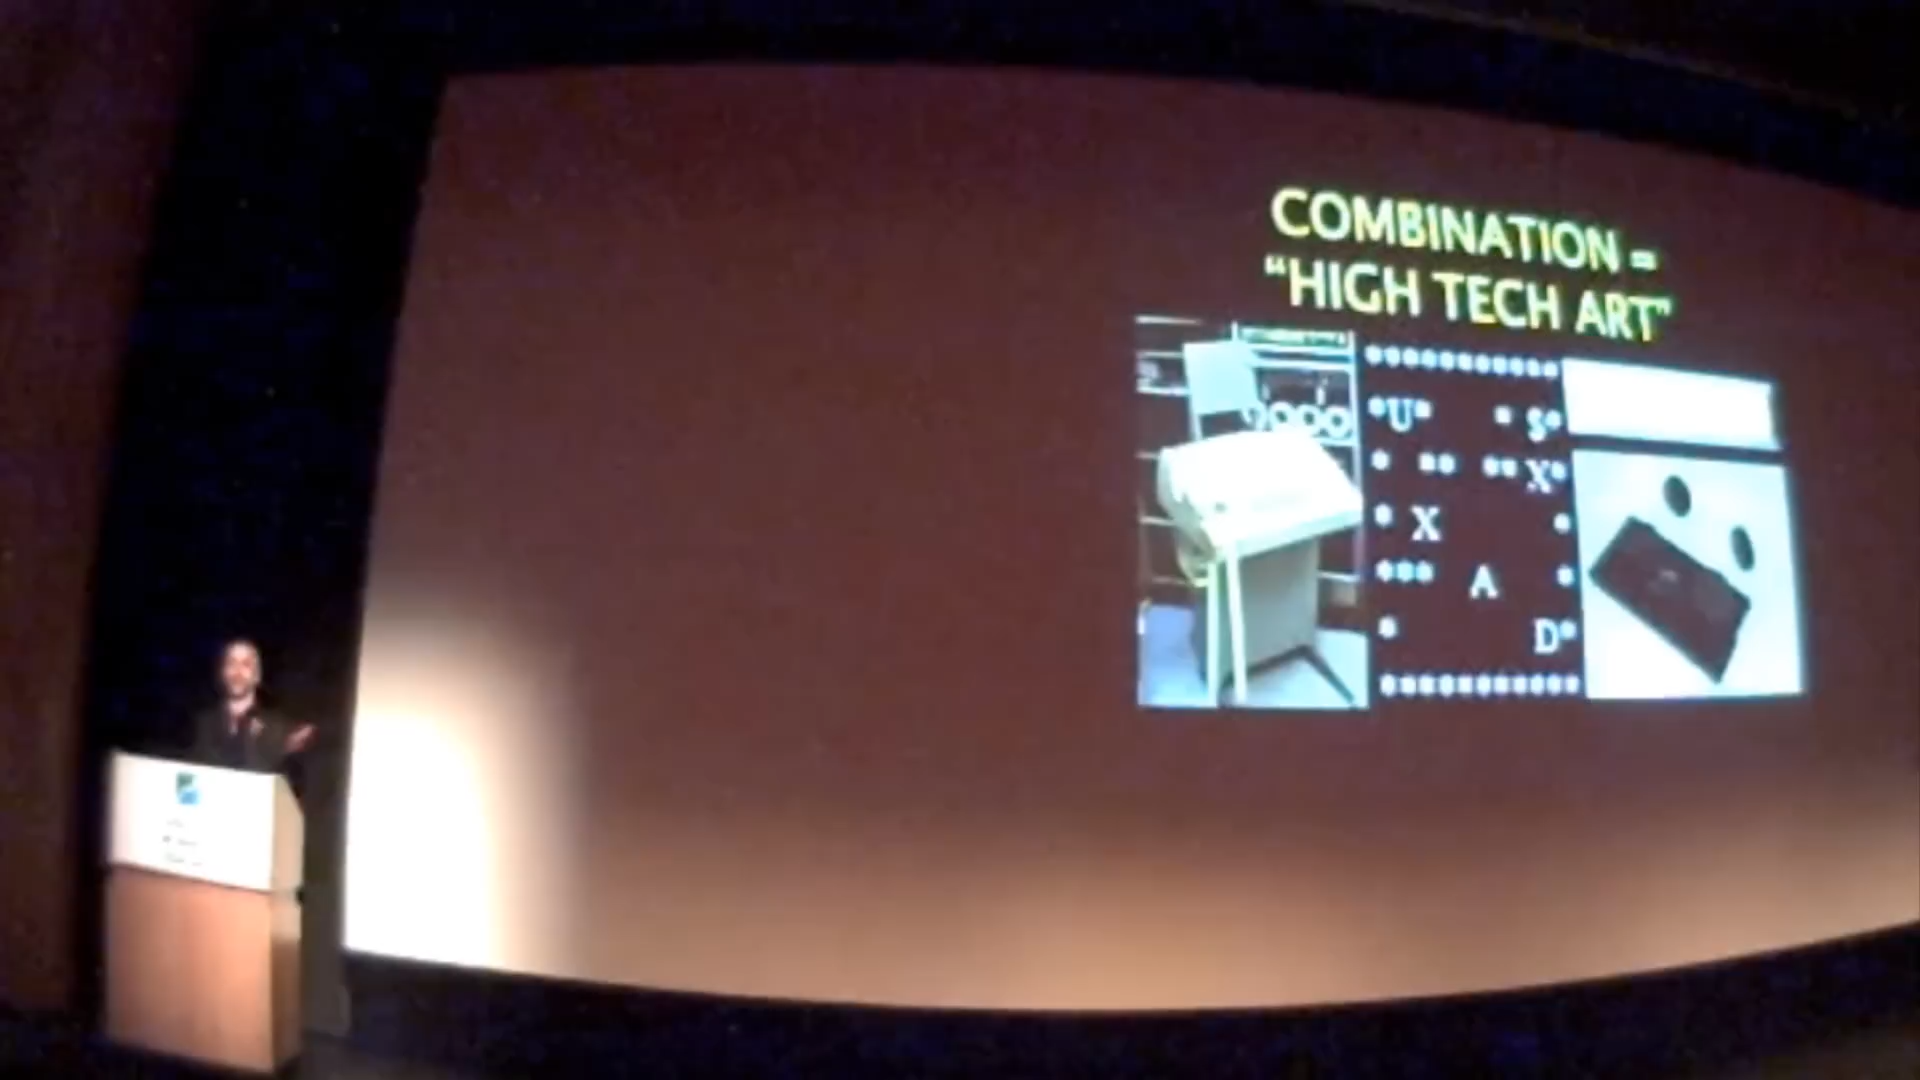 COMBINATION =
“HIGH TECH ART”
*************
*U* * S*
* ** ** X*
* X *
*** A *
* D*
*************